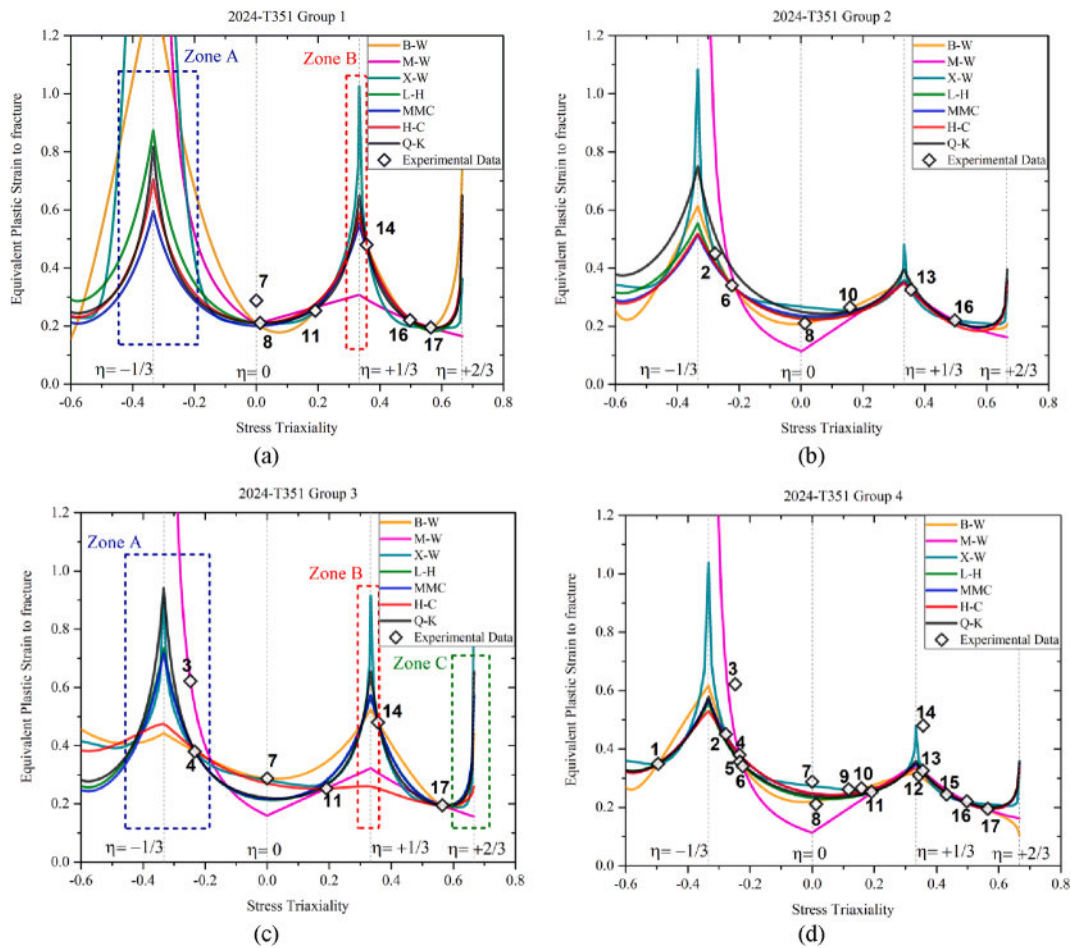 2024-T351 Group 1
1.2
1.0
0.8
0.6
0.4
0.2
0.0
Equivalent Plastic Strain to fracture
Zone A
Zone B
B-W
M-W
X-W
L-H
MMC
H-C
Q-K
Experimental Data
7
8
11
14
16
17
η= −1/3
η= 0
η= +1/3
η= +2/3
-0.6 -0.4 -0.2 0.0 0.2 0.4 0.6 0.8
Stress Triaxiality
(a)
2024-T351 Group 2
1.2
1.0
0.8
0.6
0.4
0.2
0.0
Equivalent Plastic Strain to fracture
B-W
M-W
X-W
L-H
MMC
H-C
Q-K
Experimental Data
2
6
8
10
13
16
η= −1/3
η= 0
η= +1/3
η= +2/3
-0.6 -0.4 -0.2 0.0 0.2 0.4 0.6 0.8
Stress Triaxiality
(b)
2024-T351 Group 3
1.2
1.0
0.8
0.6
0.4
0.2
0.0
Equivalent Plastic Strain to fracture
Zone A
Zone B
Zone C
B-W
M-W
X-W
L-H
MMC
H-C
Q-K
Experimental Data
3
4
7
11
14
17
η= −1/3
η= 0
η= +1/3
η= +2/3
-0.6 -0.4 -0.2 0.0 0.2 0.4 0.6 0.8
Stress Triaxiality
(c)
2024-T351 Group 4
1.2
1.0
0.8
0.6
0.4
0.2
0.0
Equivalent Plastic Strain to fracture
B-W
M-W
X-W
L-H
MMC
H-C
Q-K
Experimental Data
1
2
3
4
5
6
7
8
9
10
11
12
13
14
15
16
17
η= −1/3
η= 0
η= +1/3
η= +2/3
-0.6 -0.4 -0.2 0.0 0.2 0.4 0.6 0.8
Stress Triaxiality
(d)